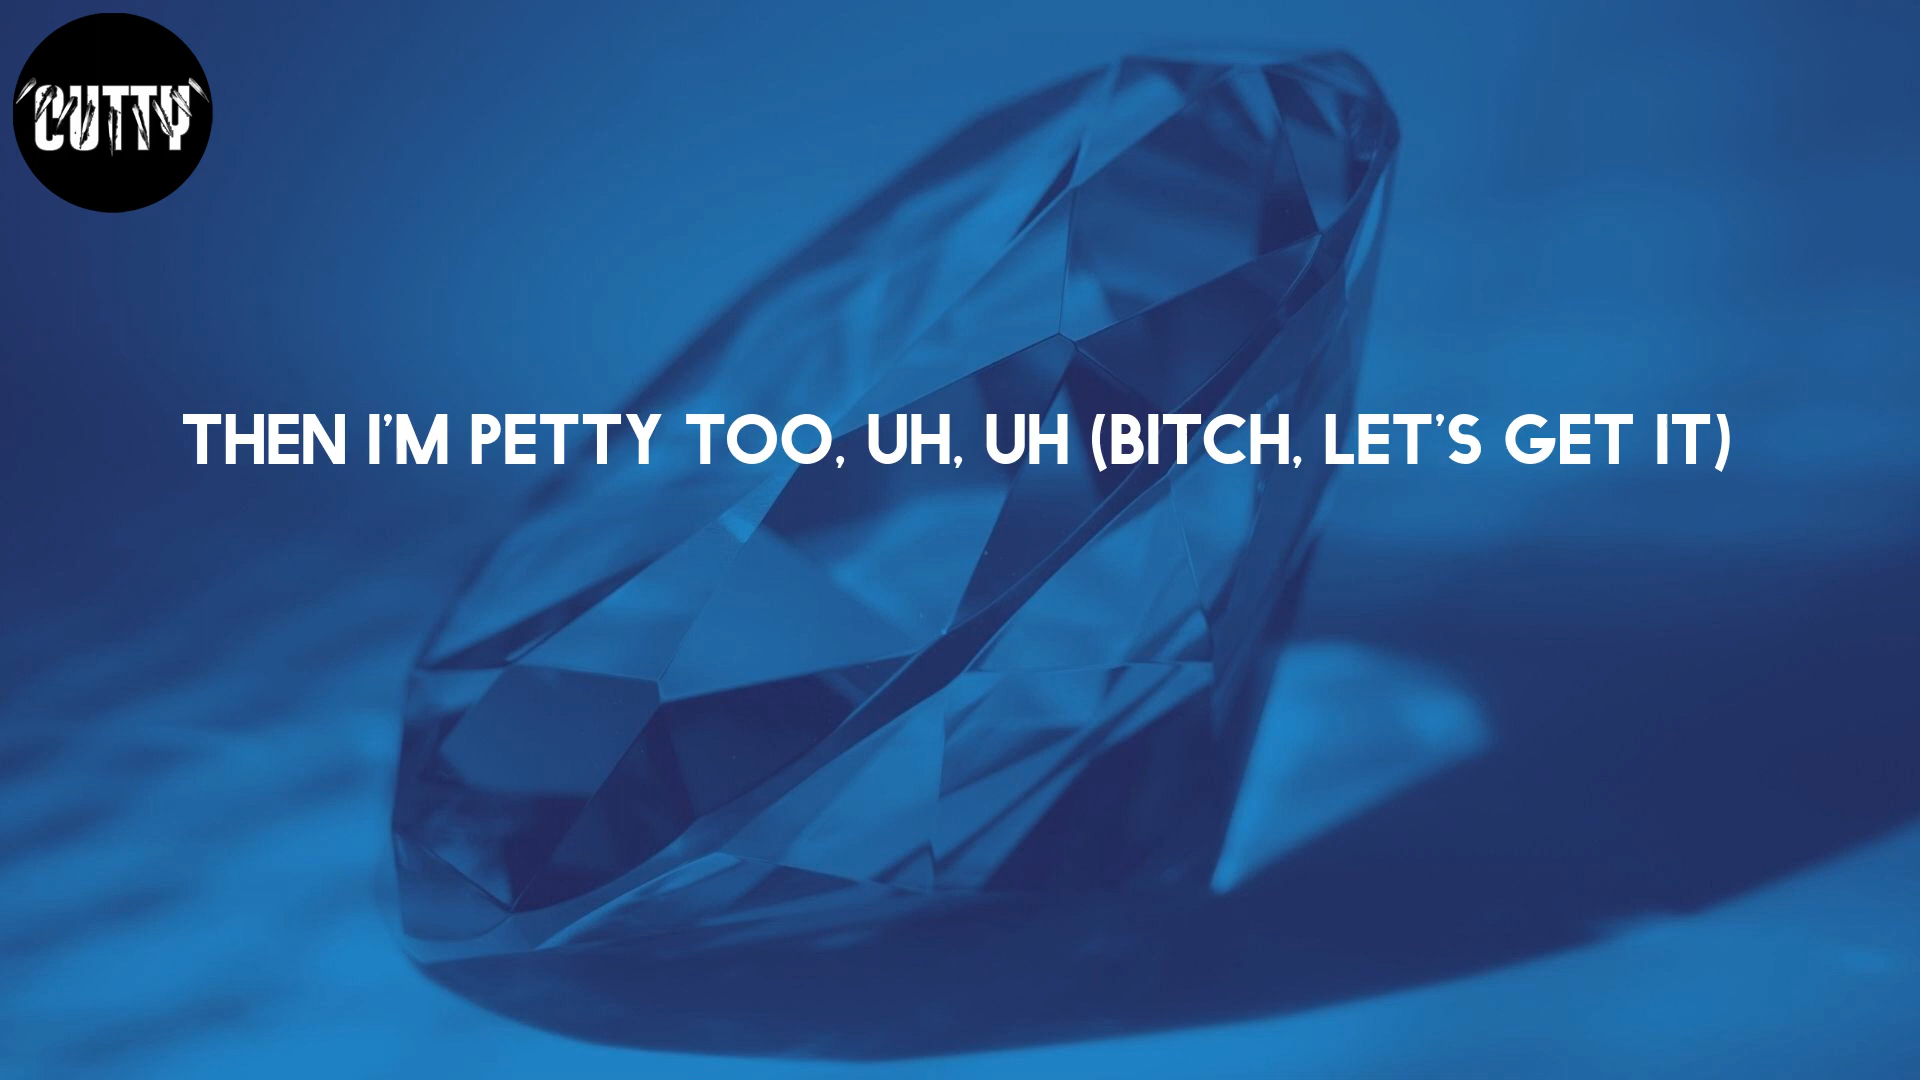 CUTTY
THEN I'M PETTY TOO, UH, UH (BITCH, LET'S GET IT)